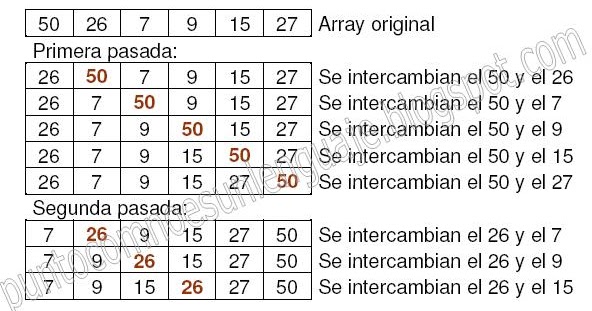 50 26 7 9 15 27 Array original
Primera pasada:
26 50 7 9 15 27 Se intercambian el 50 y el 26
26 7 50 9 15 27 Se intercambian el 50 y el 7
26 7 9 50 15 27 Se intercambian el 50 y el 9
26 7 9 15 50 27 Se intercambian el 50 y el 15
26 7 9 15 27 50 Se intercambian el 50 y el 27
Segunda pasada:
7 26 9 15 27 50 Se intercambian el 26 y el 7
7 9 26 15 27 50 Se intercambian el 26 y el 9
7 9 15 26 27 50 Se intercambian el 26 y el 15
puntocomnoesunlenguaje.blogspot.com